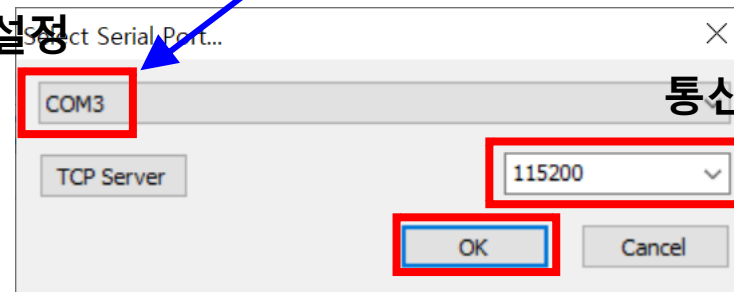 설정
Select Serial Port...
COM3
통신
TCP Server
115200
OK
Cancel